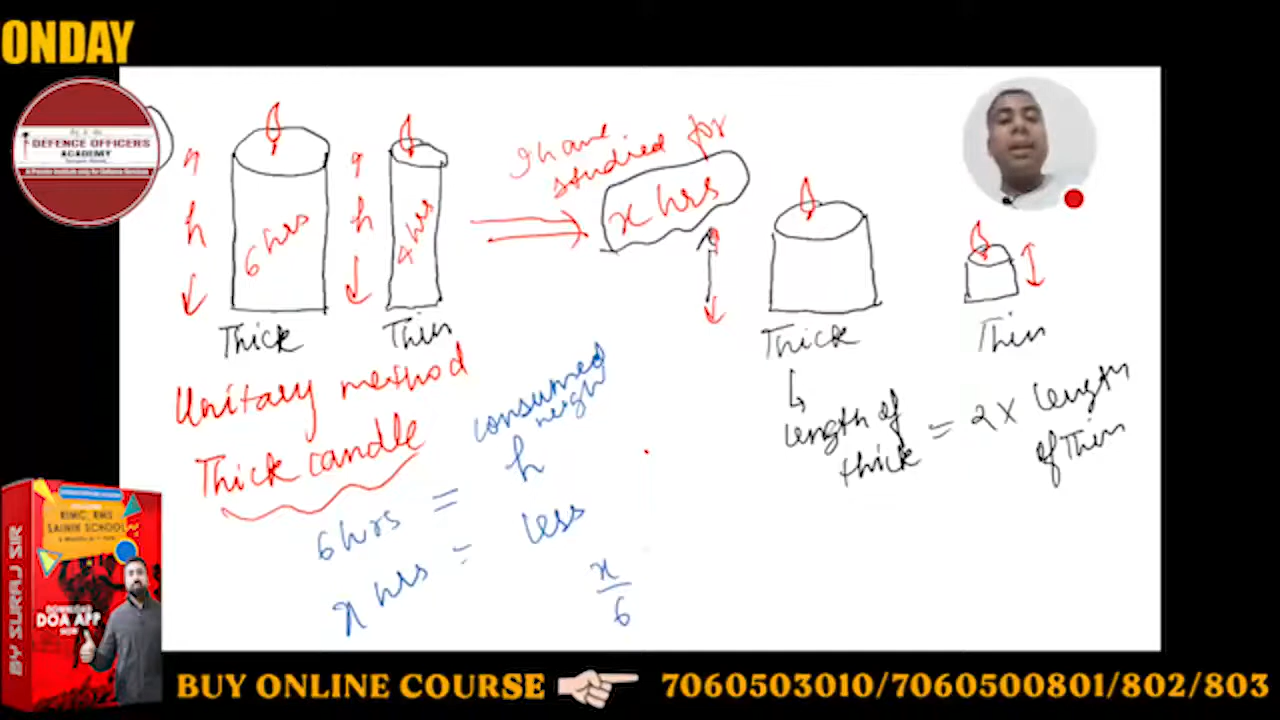 ONDAY
DEFENCE OFFICERS
ACADEMY
h
6 hrs
h
4 hrs
I have
studied for
x hrs
Thick
Thin
Thick
Thin
Unitary method
Thick candle
consumed
h
6 hrs =
x hrs =
less
x
6
length of
thick
= 2 x length
of Thin
RIMC, RMS
SAINIK SCHOOL
DOWNLOAD
DOA APP
NOW
BY SURAJ SIR
BUY ONLINE COURSE
7060503010/7060500801/802/803